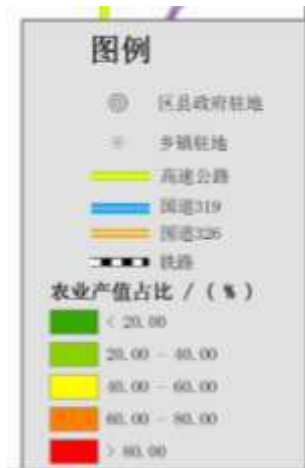 图例
区县政府驻地
乡镇驻地
高速公路
国道319
国道326
铁路
农业产值占比 / ( % )
< 20.00
20.00 - 40.00
40.00 - 60.00
60.00 - 80.00
> 80.00